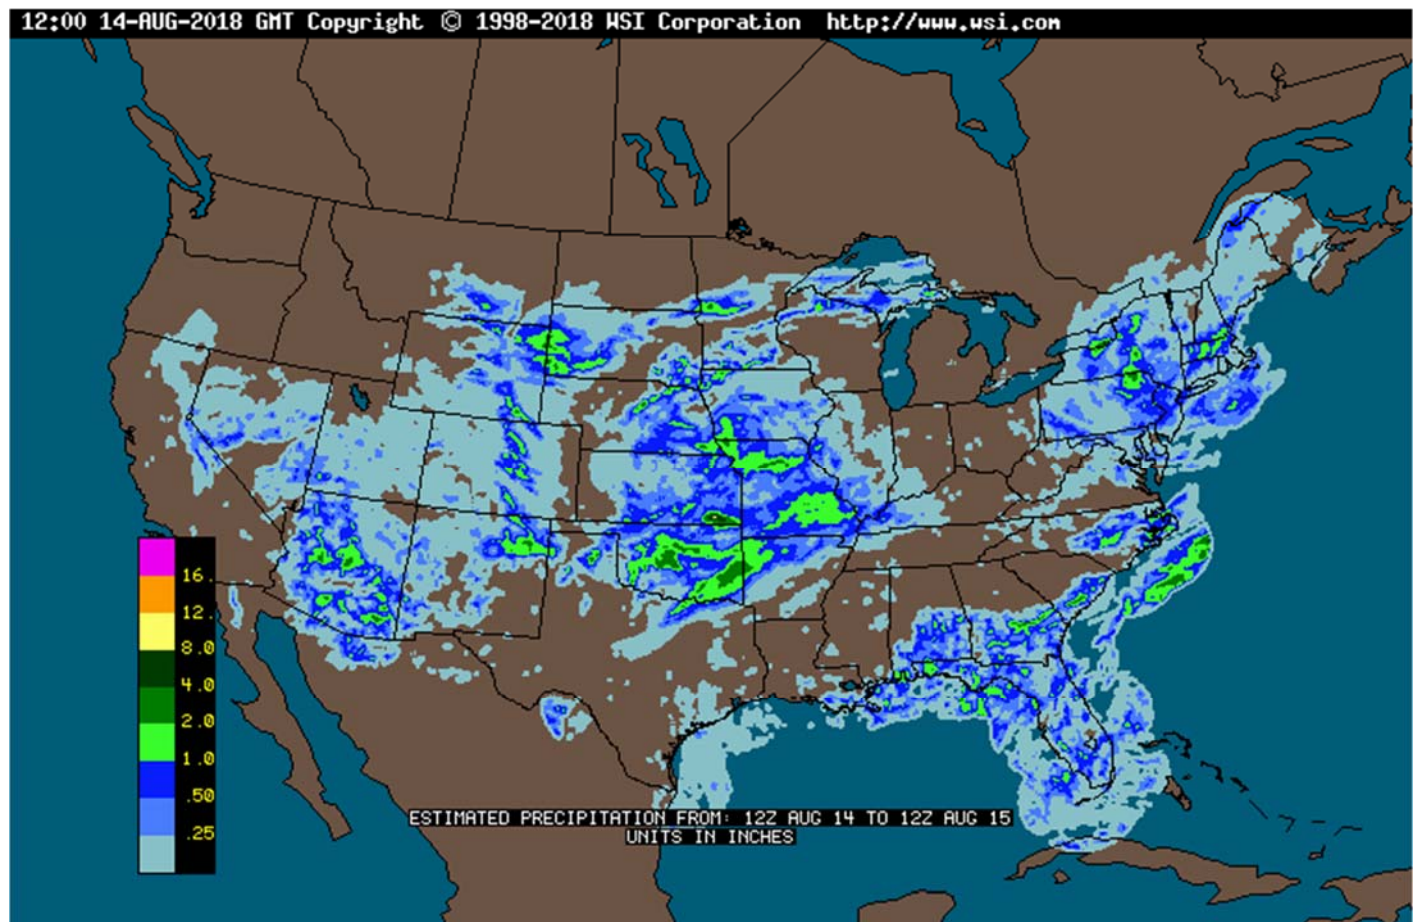 12:00 14-AUG-2018 GMT Copyright © 1998-2018 WSI Corporation http://www.wsi.com
16.
12.
8.0
4.0
2.0
1.0
.50
.25
ESTIMATED PRECIPITATION FROM: 12Z AUG 14 TO 12Z AUG 15
UNITS IN INCHES